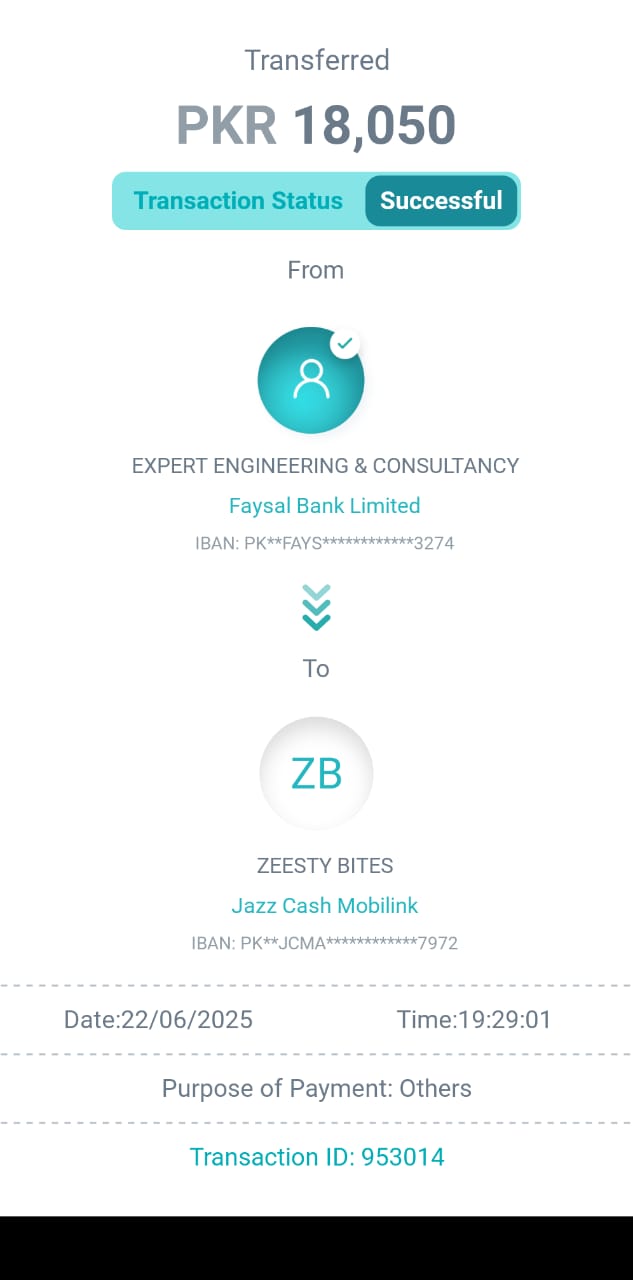 Transferred
PKR 18,050
Transaction Status Successful
From
EXPERT ENGINEERING & CONSULTANCY
Faysal Bank Limited
IBAN: PK**FAYS************3274
To
ZB
ZEESTY BITES
Jazz Cash Mobilink
IBAN: PK**JCMA************7972
Date:22/06/2025 Time:19:29:01
Purpose of Payment: Others
Transaction ID: 953014